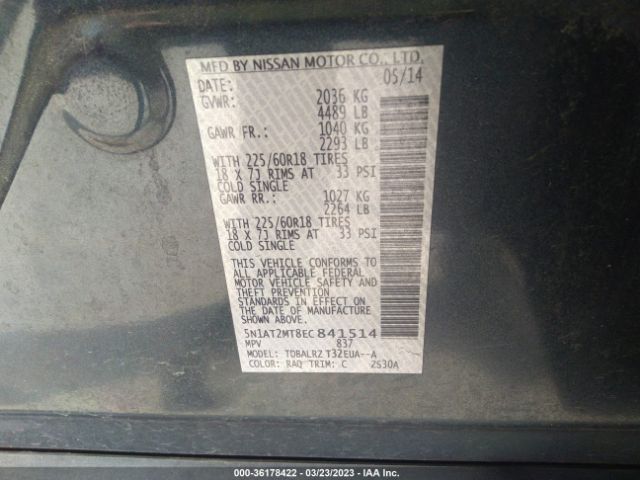 MFD BY NISSAN MOTOR CO., LTD.
DATE: 05/14
GVWR: 2036 KG
4489 LB
GAWR FR.: 1040 KG
2293 LB
WITH 225/60R18 TIRES
18 X 7J RIMS AT 33 PSI
COLD SINGLE
GAWR RR.: 1027 KG
2264 LB
WITH 225/60R18 TIRES
18 X 7J RIMS AT 33 PSI
COLD SINGLE
THIS VEHICLE CONFORMS TO
ALL APPLICABLE FEDERAL
MOTOR VEHICLE SAFETY AND
THEFT PREVENTION
STANDARDS IN EFFECT ON
THE DATE OF MANUFACTURE
SHOWN ABOVE.
5N1AT2MT8EC841514
MPV 837
MODEL: TDBALRZ T32EUA--A
COLOR: RAQ TRIM: C 2S30A
000-36178422 - 03/23/2023 - IAA Inc.